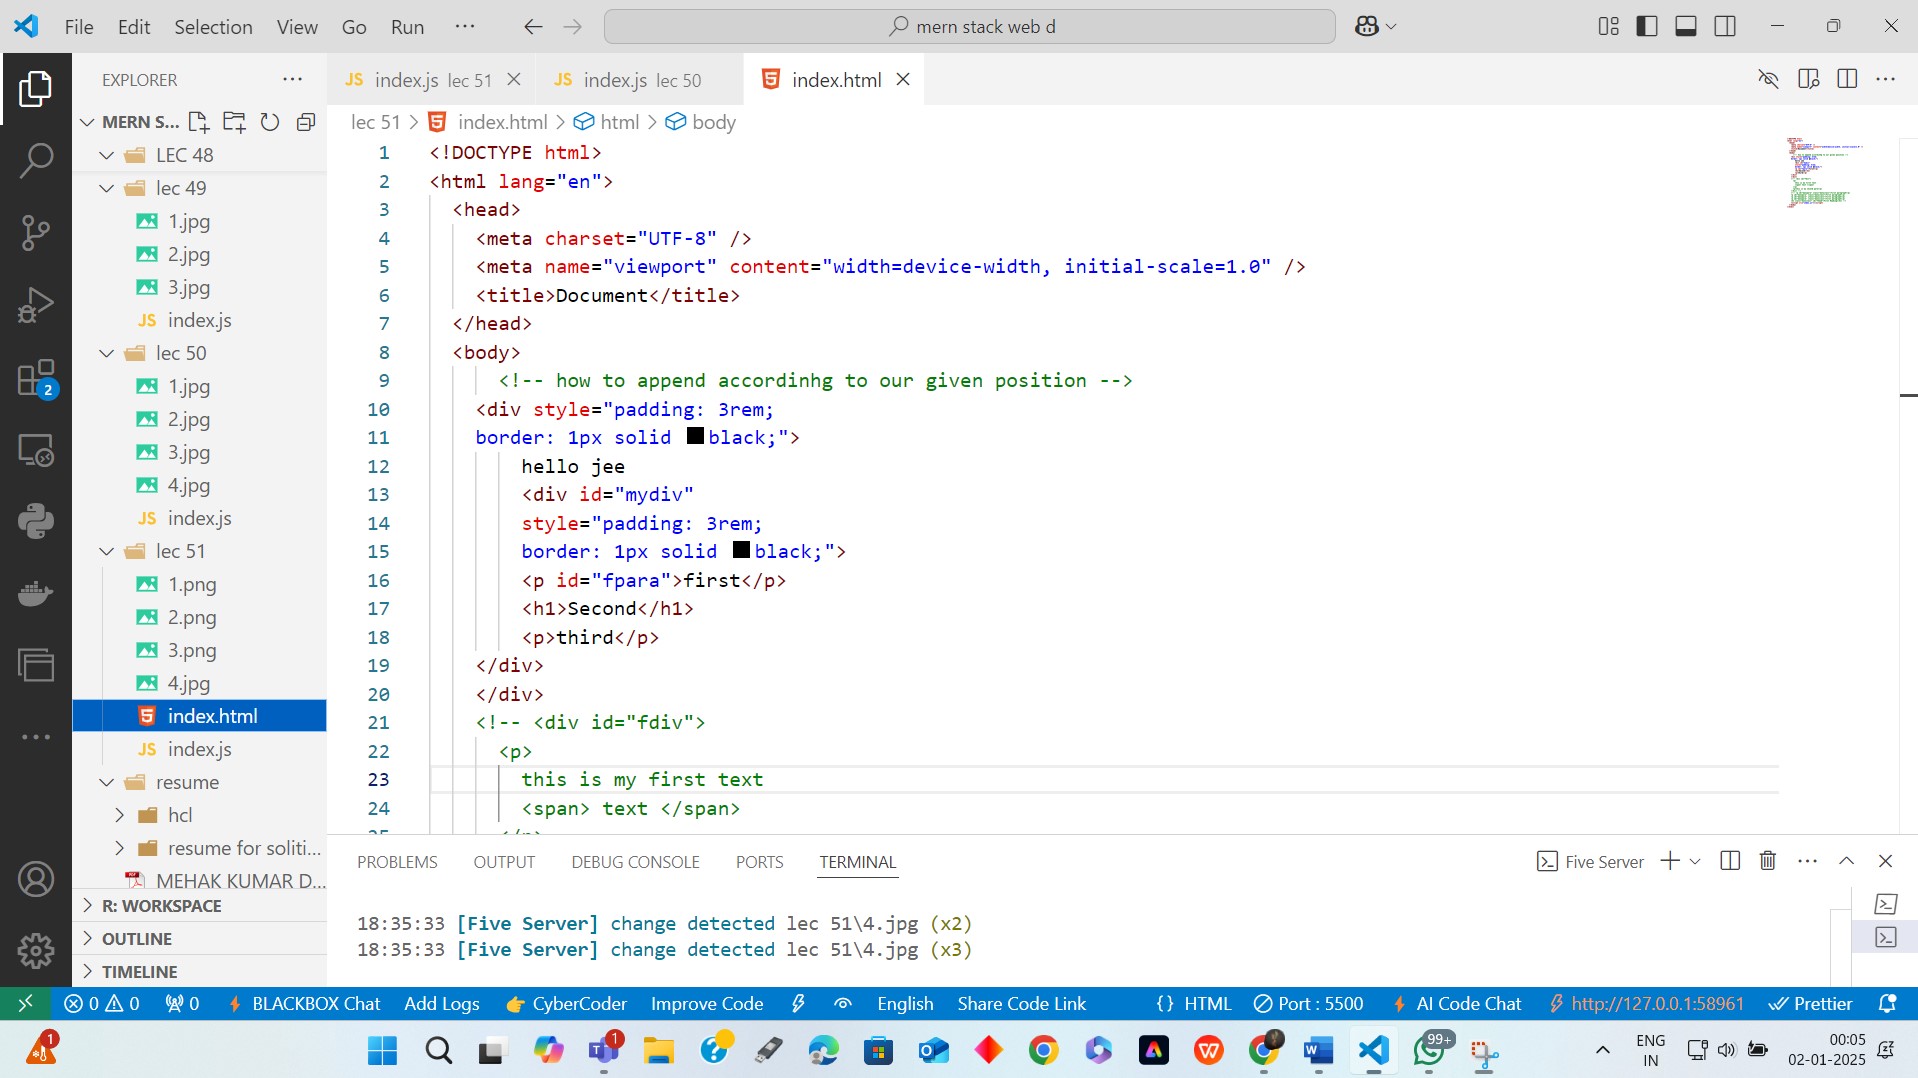 File Edit Selection View Go Run ··· mern stack web d
EXPLORER ···
MERN S...
LEC 48
lec 49
1.jpg
2.jpg
3.jpg
JS index.js
lec 50
1.jpg
2.jpg
3.jpg
4.jpg
JS index.js
lec 51
1.png
2.png
3.png
4.jpg
index.html
JS index.js
resume
hcl
resume for soliti...
MEHAK KUMAR D...
R: WORKSPACE
OUTLINE
TIMELINE
2
JS index.js lec 51 JS index.js lec 50 index.html
lec 51 > index.html > html > body
1 <!DOCTYPE html>
2 <html lang="en">
3 <head>
4 <meta charset="UTF-8" />
5 <meta name="viewport" content="width=device-width, initial-scale=1.0" />
6 <title>Document</title>
7 </head>
8 <body>
9 <!-- how to append accordinhg to our given position -->
10 <div style="padding: 3rem;
11 border: 1px solid black;">
12 hello jee
13 <div id="mydiv"
14 style="padding: 3rem;
15 border: 1px solid black;">
16 <p id="fpara">first</p>
17 <h1>Second</h1>
18 <p>third</p>
19 </div>
20 </div>
21 <!-- <div id="fdiv">
22 <p>
23 this is my first text
24 <span> text </span>
PROBLEMS OUTPUT DEBUG CONSOLE PORTS TERMINAL Five Server
18:35:33 [Five Server] change detected lec 51\4.jpg (x2)
18:35:33 [Five Server] change detected lec 51\4.jpg (x3)
0 0 0 BLACKBOX Chat Add Logs CyberCoder Improve Code English Share Code Link {} HTML Port : 5500 AI Code Chat http://127.0.0.1:58961 Prettier
1 1 99+ ENG
IN
00:05
02-01-2025